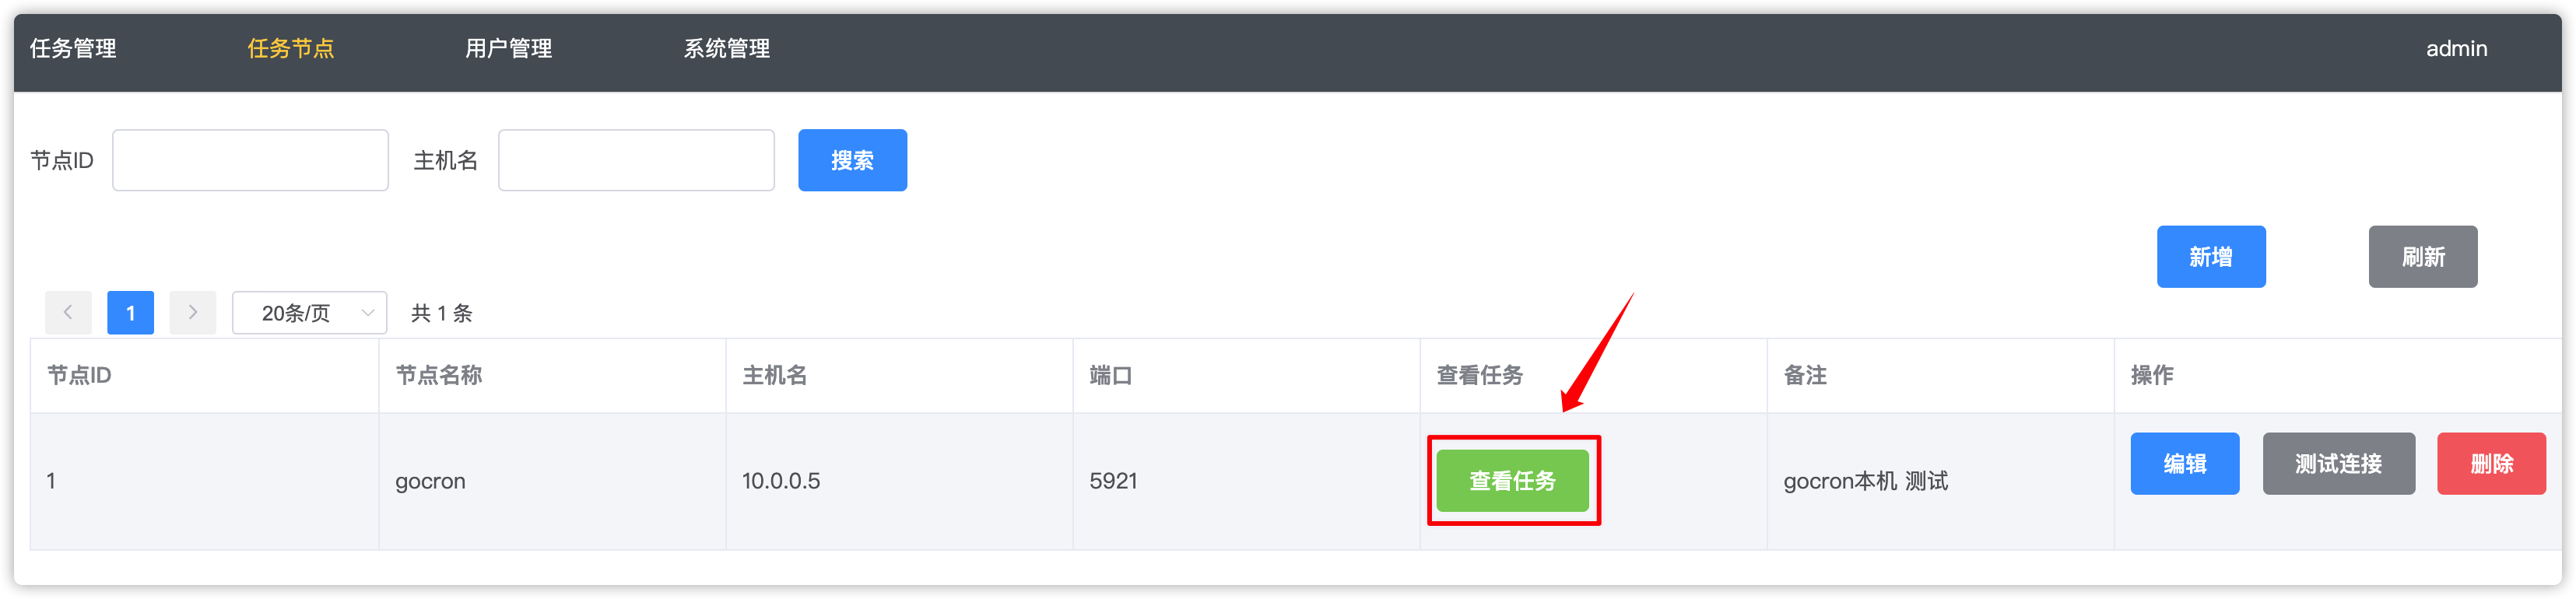 任务管理 任务节点 用户管理 系统管理 admin
节点ID 主机名 搜索
新增 刷新
1 20条/页 共 1 条
节点ID 节点名称 主机名 端口 查看任务 备注 操作
1 gocron 10.0.0.5 5921 查看任务 gocron本机 测试 编辑 测试连接 删除